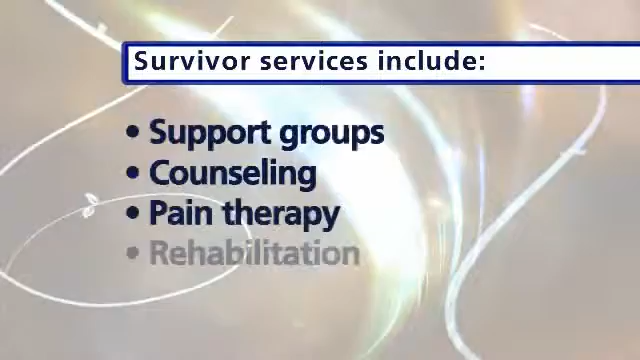 Survivor services include:
• Support groups
• Counseling
• Pain therapy
• Rehabilitation